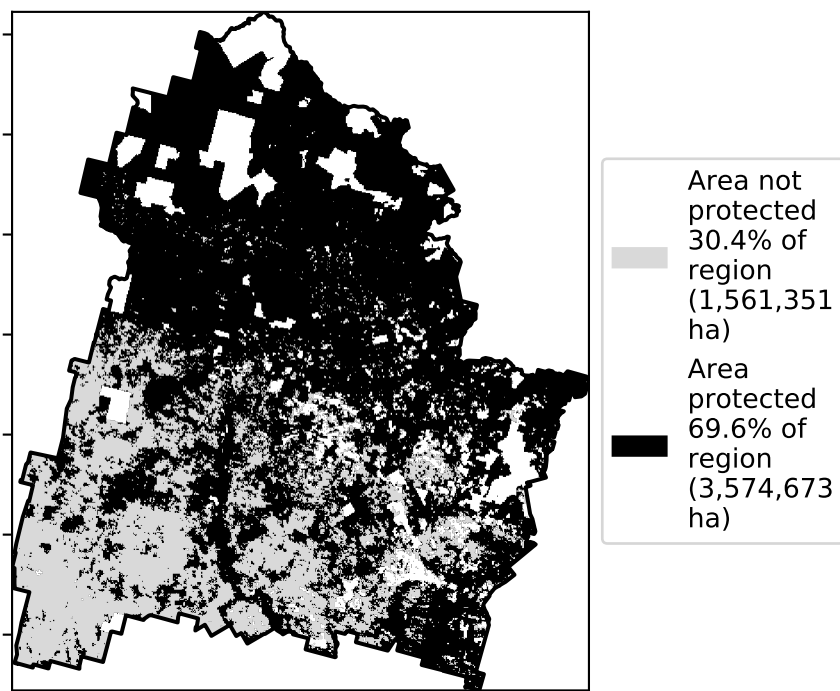 Area not
protected
30.4% of
region
(1,561,351
ha)
Area
protected
69.6% of
region
(3,574,673
ha)